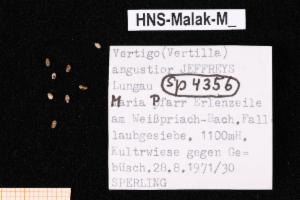 HNS-Malak-M_
Vertigo(Vertilla)
angustior JEFFREYS
Lungau Sp 4356
Maria Pfarr Erlenzeile
am Weißpriach-Bach, Fall
laubgesiebe, 1100mH,
Kultrwiese gegen Ge-
büsch, 28.8.1971/30
SPERLING